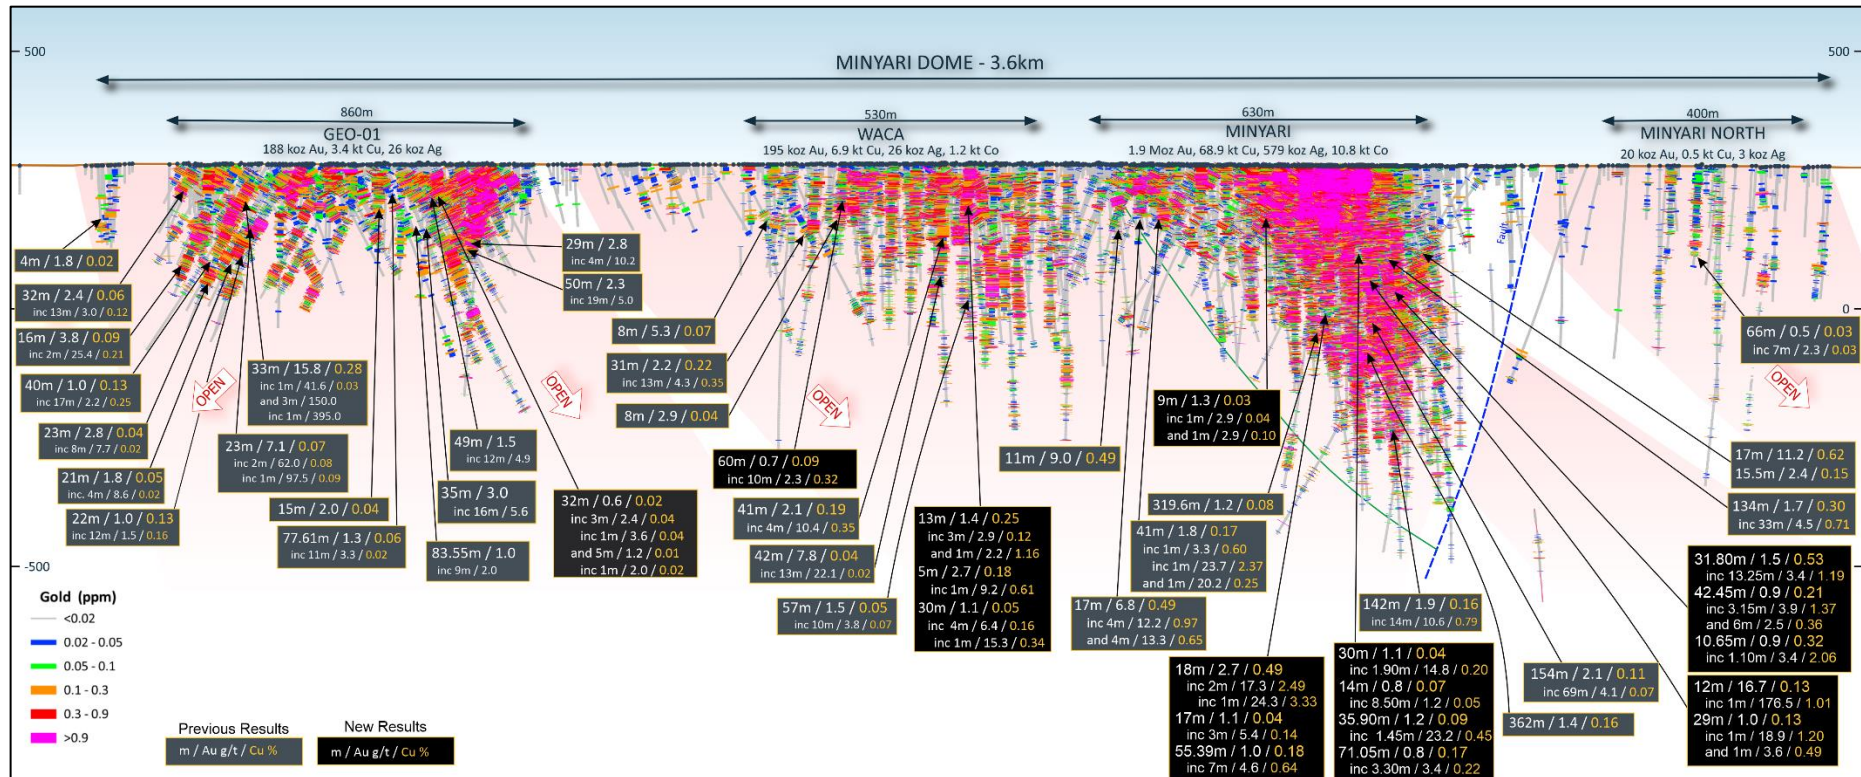 500
500
MINYARI DOME - 3.6km
860m
GEO-01
188 koz Au, 3.4 kt Cu, 26 koz Ag
530m
WACA
195 koz Au, 6.9 kt Cu, 26 koz Ag, 1.2 kt Co
630m
MINYARI
1.9 Moz Au, 68.9 kt Cu, 579 koz Ag, 10.8 kt Co
400m
MINYARI NORTH
20 koz Au, 0.5 kt Cu, 3 koz Ag
Fault
0
0
-500
-500
4m / 1.8 / 0.02
32m / 2.4 / 0.06
inc 13m / 3.0 / 0.12
16m / 3.8 / 0.09
inc 2m / 25.4 / 0.21
40m / 1.0 / 0.13
inc 17m / 2.2 / 0.25
23m / 2.8 / 0.04
inc 8m / 7.7 / 0.02
21m / 1.8 / 0.05
inc. 4m / 8.6 / 0.02
22m / 1.0 / 0.13
inc 12m / 1.5 / 0.16
OPEN
33m / 15.8 / 0.28
inc 1m / 41.6 / 0.03
and 3m / 150.0
inc 1m / 395.0
23m / 7.1 / 0.07
inc 2m / 62.0 / 0.08
inc 1m / 97.5 / 0.09
15m / 2.0 / 0.04
77.61m / 1.3 / 0.06
inc 11m / 3.3 / 0.02
83.55m / 1.0
inc 9m / 2.0
35m / 3.0
inc 16m / 5.6
49m / 1.5
inc 12m / 4.9
29m / 2.8
inc 4m / 10.2
50m / 2.3
inc 19m / 5.0
OPEN
32m / 0.6 / 0.02
inc 3m / 2.4 / 0.04
inc 1m / 3.6 / 0.04
and 5m / 1.2 / 0.01
inc 1m / 2.0 / 0.02
8m / 5.3 / 0.07
31m / 2.2 / 0.22
inc 13m / 4.3 / 0.35
8m / 2.9 / 0.04
OPEN
60m / 0.7 / 0.09
inc 10m / 2.3 / 0.32
41m / 2.1 / 0.19
inc 4m / 10.4 / 0.35
42m / 7.8 / 0.04
inc 13m / 22.1 / 0.02
57m / 1.5 / 0.05
inc 10m / 3.8 / 0.07
13m / 1.4 / 0.25
inc 3m / 2.9 / 0.12
and 1m / 2.2 / 1.16
5m / 2.7 / 0.18
inc 1m / 9.2 / 0.61
30m / 1.1 / 0.05
inc 4m / 6.4 / 0.16
inc 1m / 15.3 / 0.34
11m / 9.0 / 0.49
9m / 1.3 / 0.03
inc 1m / 2.9 / 0.04
and 1m / 2.9 / 0.10
319.6m / 1.2 / 0.08
41m / 1.8 / 0.17
inc 1m / 3.3 / 0.60
inc 1m / 23.7 / 2.37
and 1m / 20.2 / 0.25
17m / 6.8 / 0.49
inc 4m / 12.2 / 0.97
and 4m / 13.3 / 0.65
18m / 2.7 / 0.49
inc 2m / 17.3 / 2.49
inc 1m / 24.3 / 3.33
17m / 1.1 / 0.04
inc 3m / 5.4 / 0.14
55.39m / 1.0 / 0.18
inc 7m / 4.6 / 0.64
142m / 1.9 / 0.16
inc 14m / 10.6 / 0.79
30m / 1.1 / 0.04
inc 1.90m / 14.8 / 0.20
14m / 0.8 / 0.07
inc 8.50m / 1.2 / 0.05
35.90m / 1.2 / 0.09
inc 1.45m / 23.2 / 0.45
71.05m / 0.8 / 0.17
inc 3.30m / 3.4 / 0.22
362m / 1.4 / 0.16
154m / 2.1 / 0.11
inc 69m / 4.1 / 0.07
66m / 0.5 / 0.03
inc 7m / 2.3 / 0.03
OPEN
17m / 11.2 / 0.62
15.5m / 2.4 / 0.15
134m / 1.7 / 0.30
inc 33m / 4.5 / 0.71
31.80m / 1.5 / 0.53
inc 13.25m / 3.4 / 1.19
42.45m / 0.9 / 0.21
inc 3.15m / 3.9 / 1.37
and 6m / 2.5 / 0.36
10.65m / 0.9 / 0.32
inc 1.10m / 3.4 / 2.06
12m / 16.7 / 0.13
inc 1m / 176.5 / 1.01
29m / 1.0 / 0.13
inc 1m / 18.9 / 1.20
and 1m / 3.6 / 0.49
Gold (ppm)
<0.02
0.02 - 0.05
0.05 - 0.1
0.1 - 0.3
0.3 - 0.9
>0.9
Previous Results
m / Au g/t / Cu %
New Results
m / Au g/t / Cu %